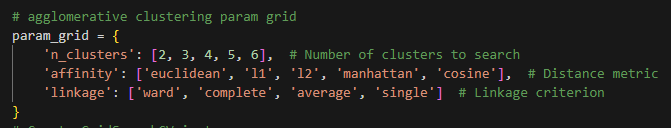 # agglomerative clustering param grid
param_grid = {
    'n_clusters': [2, 3, 4, 5, 6],  # Number of clusters to search
    'affinity': ['euclidean', 'l1', 'l2', 'manhattan', 'cosine'],  # Distance metric
    'linkage': ['ward', 'complete', 'average', 'single']  # Linkage criterion
}